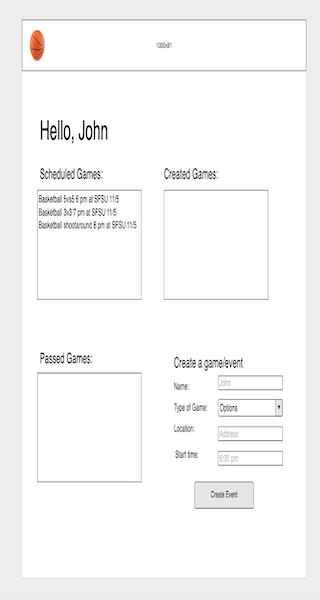 1000x81
Hello, John
Scheduled Games:
Basketball 5vs5 6 pm at SFSU 11/5
Basketball 3v3 7 pm at SFSU 11/5
Basketball shootaround 8 pm at SFSU 11/5
Created Games:
Passed Games:
Create a game/event
Name: John
Type of Game: Options
Location: Address
Start time: 6:00 pm
Create Event